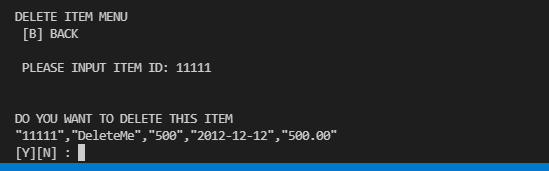 DELETE ITEM MENU
[B] BACK
PLEASE INPUT ITEM ID: 11111
DO YOU WANT TO DELETE THIS ITEM
"11111","DeleteMe","500","2012-12-12","500.00"
[Y][N] :